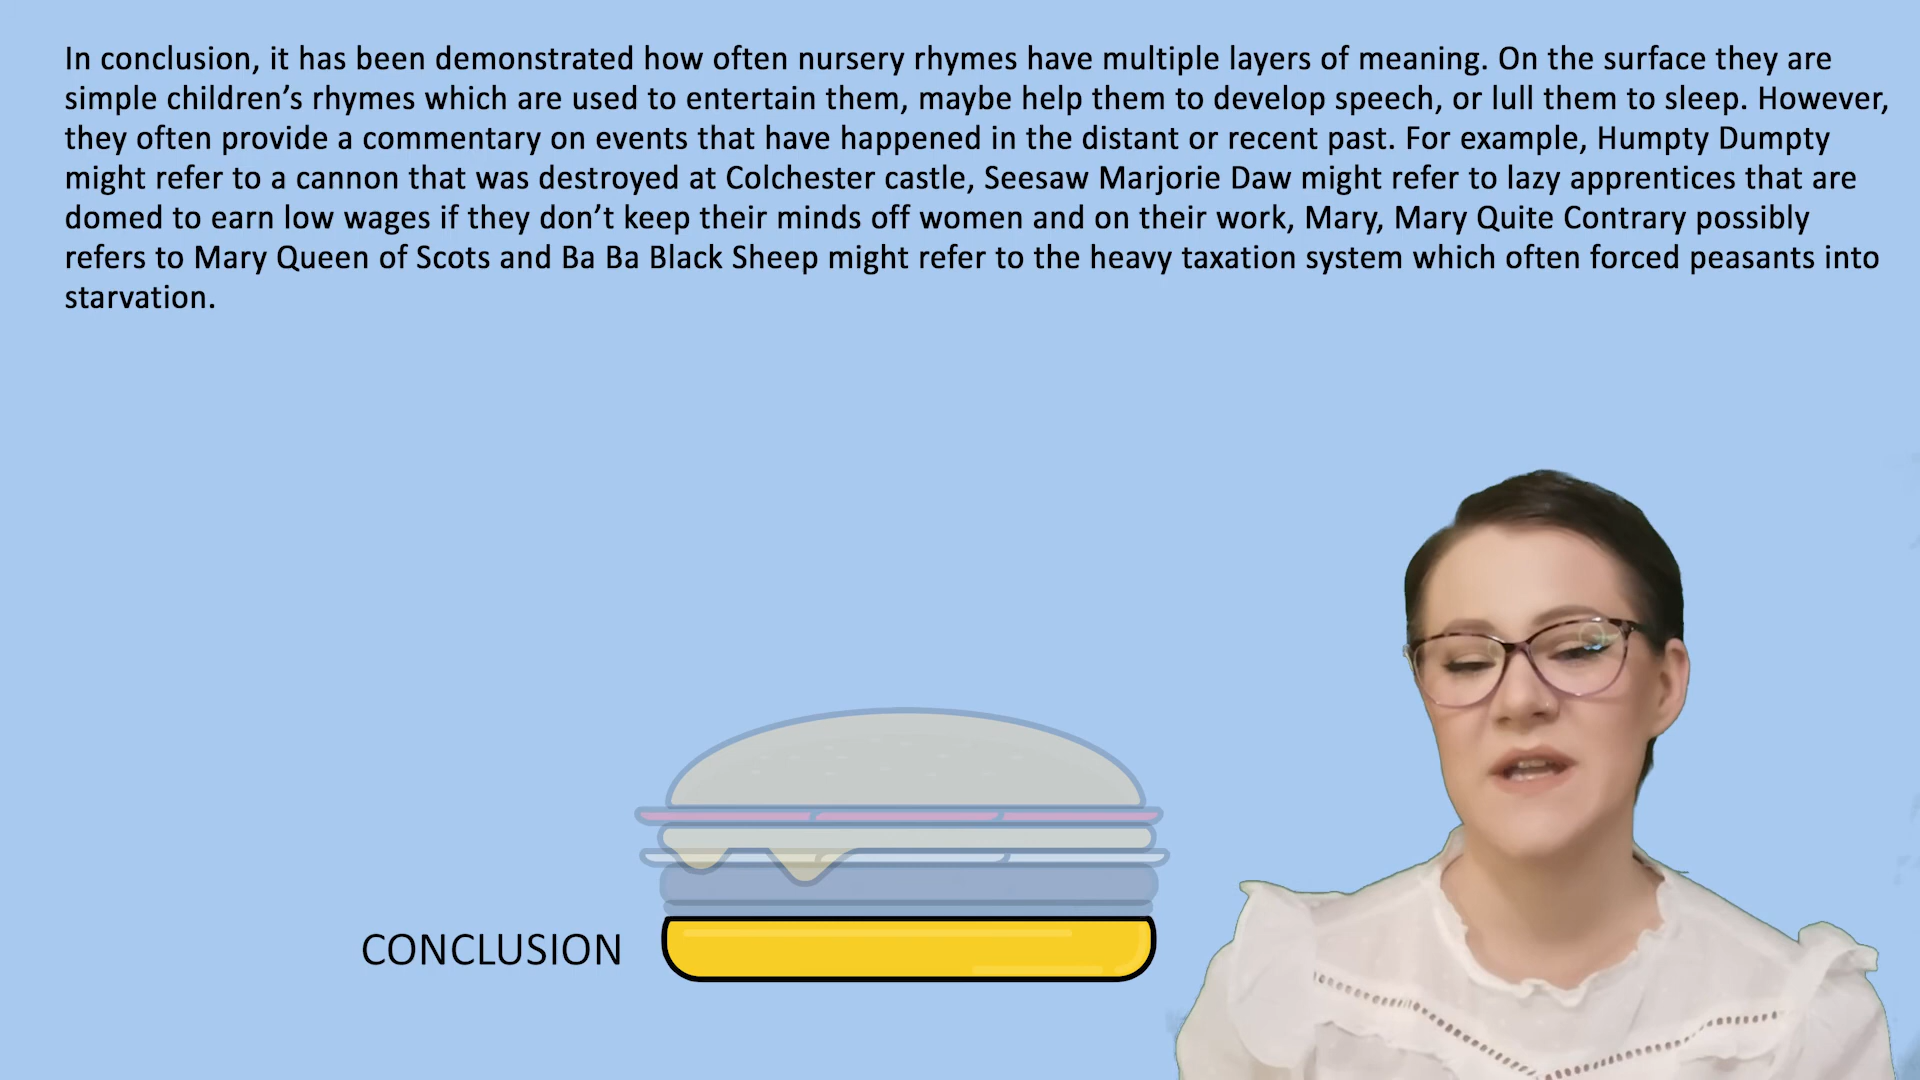 In conclusion, it has been demonstrated how often nursery rhymes have multiple layers of meaning. On the surface they are
simple children’s rhymes which are used to entertain them, maybe help them to develop speech, or lull them to sleep. However,
they often provide a commentary on events that have happened in the distant or recent past. For example, Humpty Dumpty
might refer to a cannon that was destroyed at Colchester castle, Seesaw Marjorie Daw might refer to lazy apprentices that are
domed to earn low wages if they don’t keep their minds off women and on their work, Mary, Mary Quite Contrary possibly
refers to Mary Queen of Scots and Ba Ba Black Sheep might refer to the heavy taxation system which often forced peasants into
starvation.
CONCLUSION